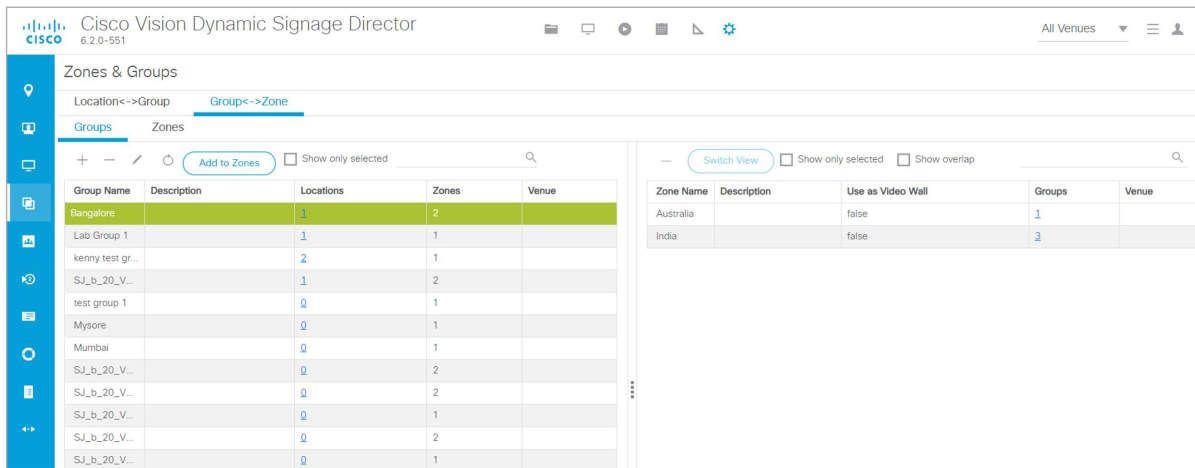 CISCO
Cisco Vision Dynamic Signage Director
6.2.0-551
All Venues
Zones & Groups
Location<->Group Group<->Zone
Groups Zones
Add to Zones Show only selected
Group Name Description Locations Zones Venue
Bangalore 1 2
Lab Group 1 1 1
kenny test gr... 2 1
SJ_b_20_V... 1 2
test group 1 0 1
Mysore 0 1
Mumbai 0 1
SJ_b_20_V... 0 2
SJ_b_20_V... 0 2
SJ_b_20_V... 0 1
SJ_b_20_V... 0 2
SJ_b_20_V... 0 1
Switch View Show only selected Show overlap
Zone Name Description Use as Video Wall Groups Venue
Australia false 1
India false 3